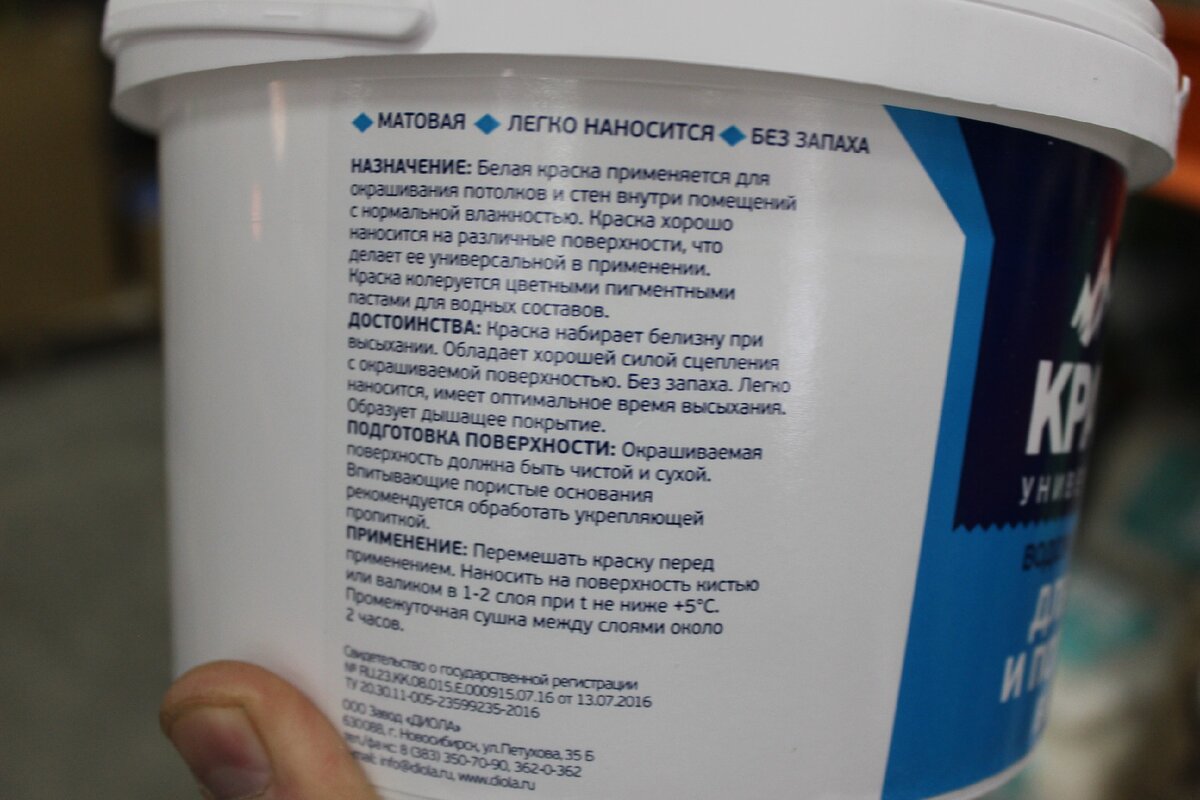 МАТОВАЯ ЛЕГКО НАНОСИТСЯ БЕЗ ЗАПАХА
НАЗНАЧЕНИЕ: Белая краска применяется для
окрашивания потолков и стен внутри помещений
с нормальной влажностью. Краска хорошо
наносится на различные поверхности, что
делает ее универсальной в применении.
Краска колеруется цветными пигментными
пастами для водных составов.
ДОСТОИНСТВА: Краска набирает белизну при
высыхании. Обладает хорошей силой сцепления
с окрашиваемой поверхностью. Без запаха. Легко
наносится, имеет оптимальное время высыхания.
Образует дышащее покрытие.
ПОДГОТОВКА ПОВЕРХНОСТИ: Окрашиваемая
поверхность должна быть чистой и сухой.
Впитывающие пористые основания
рекомендуется обработать укрепляющей
пропиткой.
ПРИМЕНЕНИЕ: Перемешать краску перед
применением. Наносить на поверхность кистью
или валиком в 1-2 слоя при t не ниже +5°С.
Промежуточная сушка между слоями около
2 часов.
Свидетельство о государственной регистрации
№ RU.23.КК.08.015.Е.000915.07.16 от 13.07.2016
ТУ 20.30.11-005-23599235-2016
ООО Завод «ДИОЛА»
630088, г. Новосибирск, ул.Петухова, 35 Б
тел/факс: 8 (383) 350-70-90, 362-0-362
info@diola.ru, www.diola.ru
КРА
УНИВЕ
ВОД
ДЛ
И П